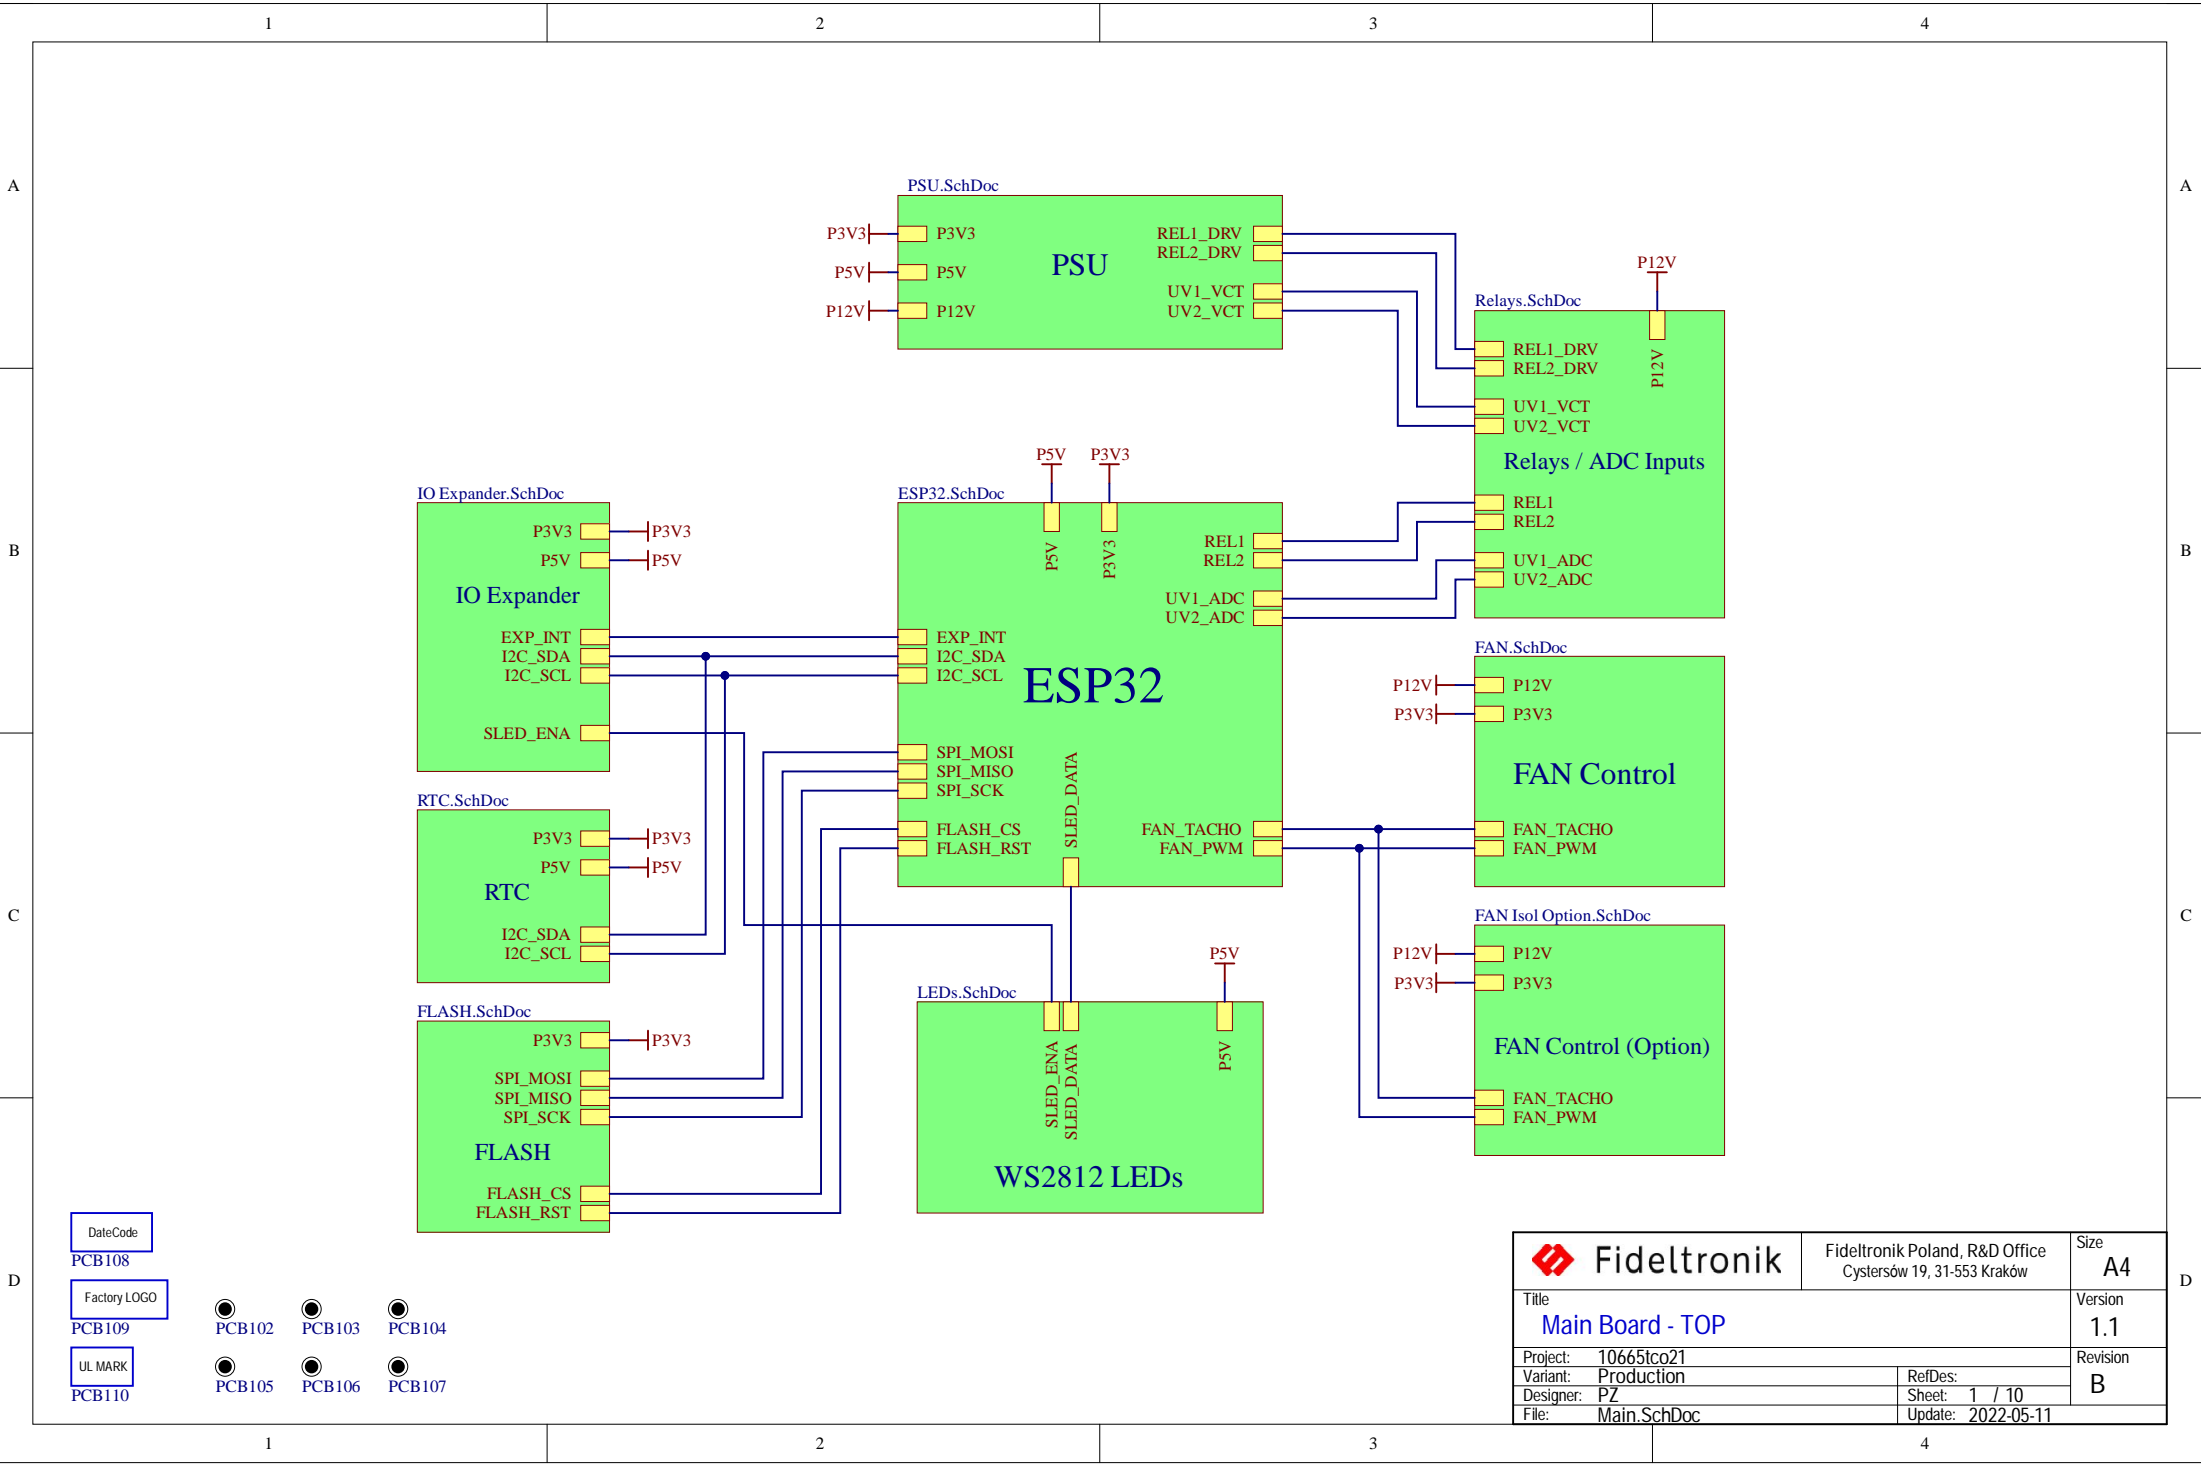 1
2
3
4
A
A
PSU.SchDoc
P3V3
P3V3
REL1_DRV
P5V
P5V
REL2_DRV
PSU
P12V
P12V
UV1_VCT
UV2_VCT
P12V
Relays.SchDoc
REL1_DRV
REL2_DRV
P12V
UV1_VCT
UV2_VCT
Relays / ADC Inputs
REL1
REL2
UV1_ADC
UV2_ADC
B
B
IO Expander.SchDoc
P3V3
P3V3
P5V
P5V
IO Expander
EXP_INT
I2C_SDA
I2C_SCL
SLED_ENA
P5V
P3V3
ESP32.SchDoc
P5V
P3V3
REL1
REL2
UV1_ADC
UV2_ADC
EXP_INT
I2C_SDA
I2C_SCL
ESP32
SPI_MOSI
SPI_MISO
SPI_SCK
SLED_DATA
FLASH_CS
FLASH_RST
FAN_TACHO
FAN_PWM
FAN.SchDoc
P12V
P12V
P3V3
P3V3
FAN Control
FAN_TACHO
FAN_PWM
RTC.SchDoc
P3V3
P3V3
P5V
P5V
RTC
I2C_SDA
I2C_SCL
C
C
FAN Isol Option.SchDoc
P12V
P12V
P3V3
P3V3
FAN Control (Option)
FAN_TACHO
FAN_PWM
FLASH.SchDoc
P3V3
P3V3
SPI_MOSI
SPI_MISO
SPI_SCK
FLASH
FLASH_CS
FLASH_RST
P5V
LEDs.SchDoc
SLED_ENA
SLED_DATA
P5V
WS2812 LEDs
D
D
DateCode
PCB108
Factory LOGO
PCB109
UL MARK
PCB110
PCB102
PCB103
PCB104
PCB105
PCB106
PCB107
Fideltronik
Fideltronik Poland, R&D Office
Cystersów 19, 31-553 Kraków
Size
A4
Title
Main Board - TOP
Version
1.1
Project: 10665tco21
Revision
B
Variant: Production
RefDes:
Designer: PZ
Sheet: 1 / 10
File: Main.SchDoc
Update: 2022-05-11
1
2
3
4